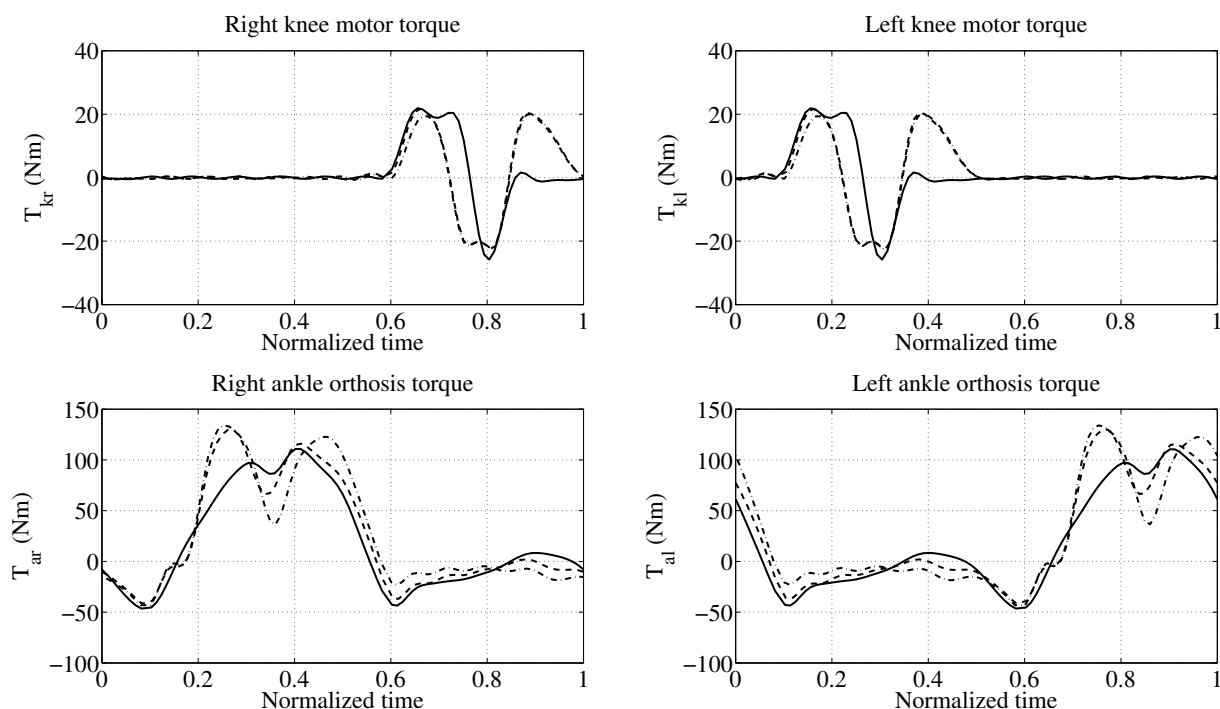 Right knee motor torque
40
20
0
−20
−40
T_kr (Nm)
0 0.2 0.4 0.6 0.8 1
Normalized time
Left knee motor torque
40
20
0
−20
−40
T_kl (Nm)
0 0.2 0.4 0.6 0.8 1
Normalized time
Right ankle orthosis torque
150
100
50
0
−50
−100
T_ar (Nm)
0 0.2 0.4 0.6 0.8 1
Normalized time
Left ankle orthosis torque
150
100
50
0
−50
−100
T_al (Nm)
0 0.2 0.4 0.6 0.8 1
Normalized time